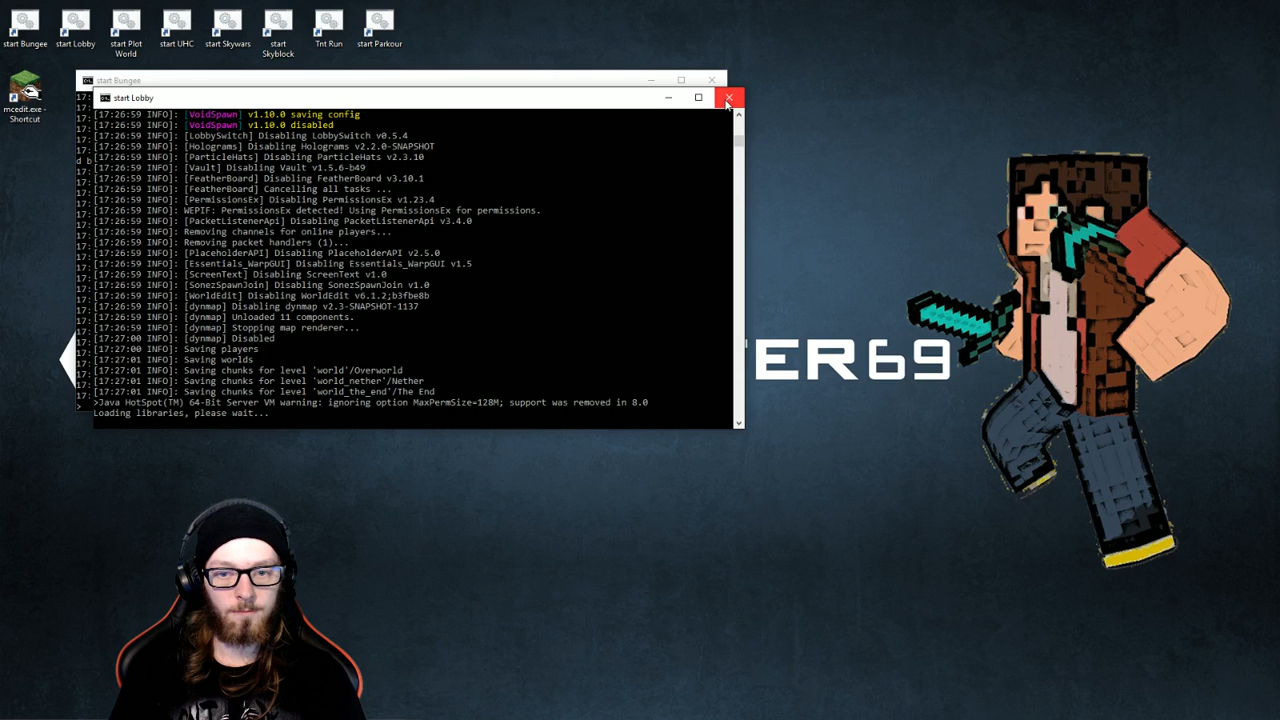 start Bungee
start Lobby
start Plot
World
start UHC
start Skywars
start
Skyblock
Tnt Run
start Parkour
mcedit.exe -
Shortcut
start Bungee
start Lobby
[17:26:59 INFO]: [VoidSpawn] v1.10.0 saving config
[17:26:59 INFO]: [VoidSpawn] v1.10.0 disabled
[17:26:59 INFO]: [LobbySwitch] Disabling LobbySwitch v0.5.4
[17:26:59 INFO]: [Holograms] Disabling Holograms v2.2.0-SNAPSHOT
[17:26:59 INFO]: [ParticleHats] Disabling ParticleHats v2.3.10
[17:26:59 INFO]: [Vault] Disabling Vault v1.5.6-b49
[17:26:59 INFO]: [FeatherBoard] Disabling FeatherBoard v3.10.1
[17:26:59 INFO]: [FeatherBoard] Cancelling all tasks ...
[17:26:59 INFO]: [PermissionsEx] Disabling PermissionsEx v1.23.4
[17:26:59 INFO]: WEPIF: PermissionsEx detected! Using PermissionsEx for permissions.
[17:26:59 INFO]: [PacketListenerApi] Disabling PacketListenerApi v3.4.0
[17:26:59 INFO]: Removing channels for online players...
[17:26:59 INFO]: Removing packet handlers (1)...
[17:26:59 INFO]: [PlaceholderAPI] Disabling PlaceholderAPI v2.5.0
[17:26:59 INFO]: [Essentials_WarpGUI] Disabling Essentials_WarpGUI v1.5
[17:26:59 INFO]: [ScreenText] Disabling ScreenText v1.0
[17:26:59 INFO]: [SonezSpawnJoin] Disabling SonezSpawnJoin v1.0
[17:26:59 INFO]: [WorldEdit] Disabling WorldEdit v6.1.2;b3fbe8b
[17:26:59 INFO]: [dynmap] Disabling dynmap v2.3-SNAPSHOT-1137
[17:26:59 INFO]: [dynmap] Unloaded 11 components.
[17:26:59 INFO]: [dynmap] Stopping map renderer...
[17:27:00 INFO]: [dynmap] Disabled
[17:27:00 INFO]: Saving players
[17:27:01 INFO]: Saving worlds
[17:27:01 INFO]: Saving chunks for level 'world'/Overworld
[17:27:01 INFO]: Saving chunks for level 'world_nether'/Nether
[17:27:01 INFO]: Saving chunks for level 'world_the_end'/The End
>Java HotSpot(TM) 64-Bit Server VM warning: ignoring option MaxPermSize=128M; support was removed in 8.0
Loading libraries, please wait...
TER69